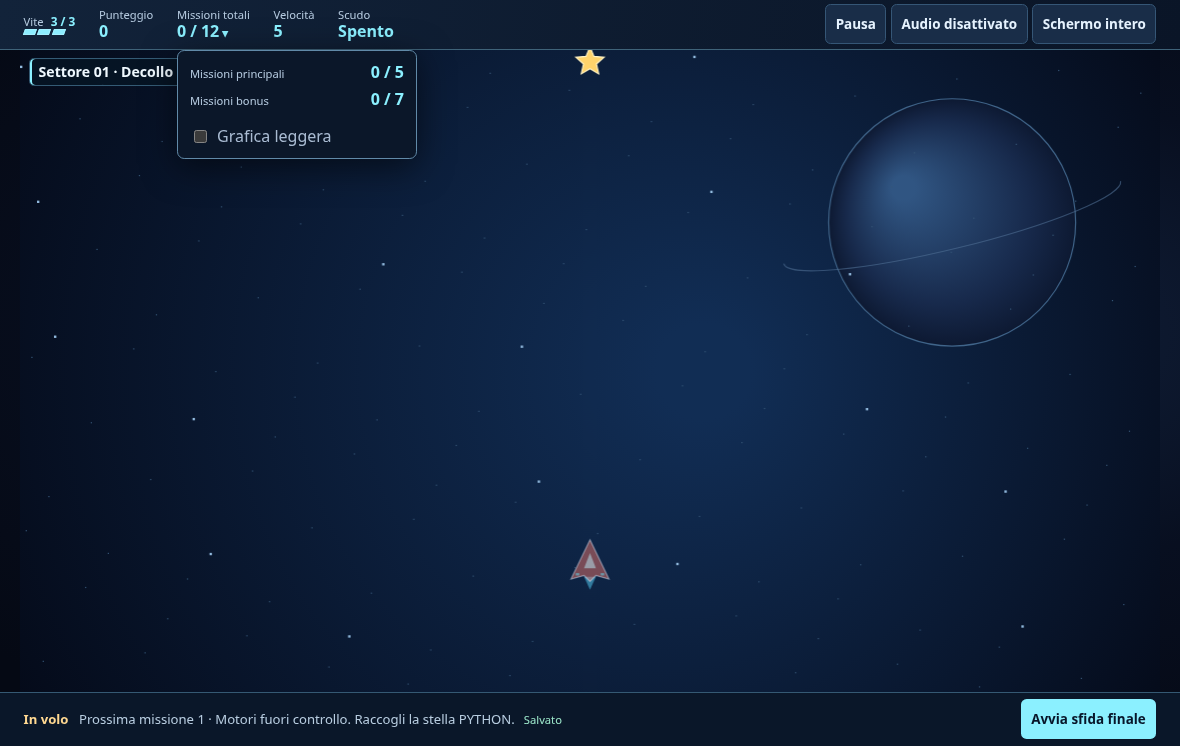 Vite 3 / 3
Punteggio
0
Missioni totali
0 / 12 ▾
Velocità
5
Scudo
Spento
Pausa
Audio disattivato
Schermo intero
Settore 01 · Decollo
Missioni principali 0 / 5
Missioni bonus 0 / 7
Grafica leggera
In volo Prossima missione 1 · Motori fuori controllo. Raccogli la stella PYTHON. Salvato
Avvia sfida finale